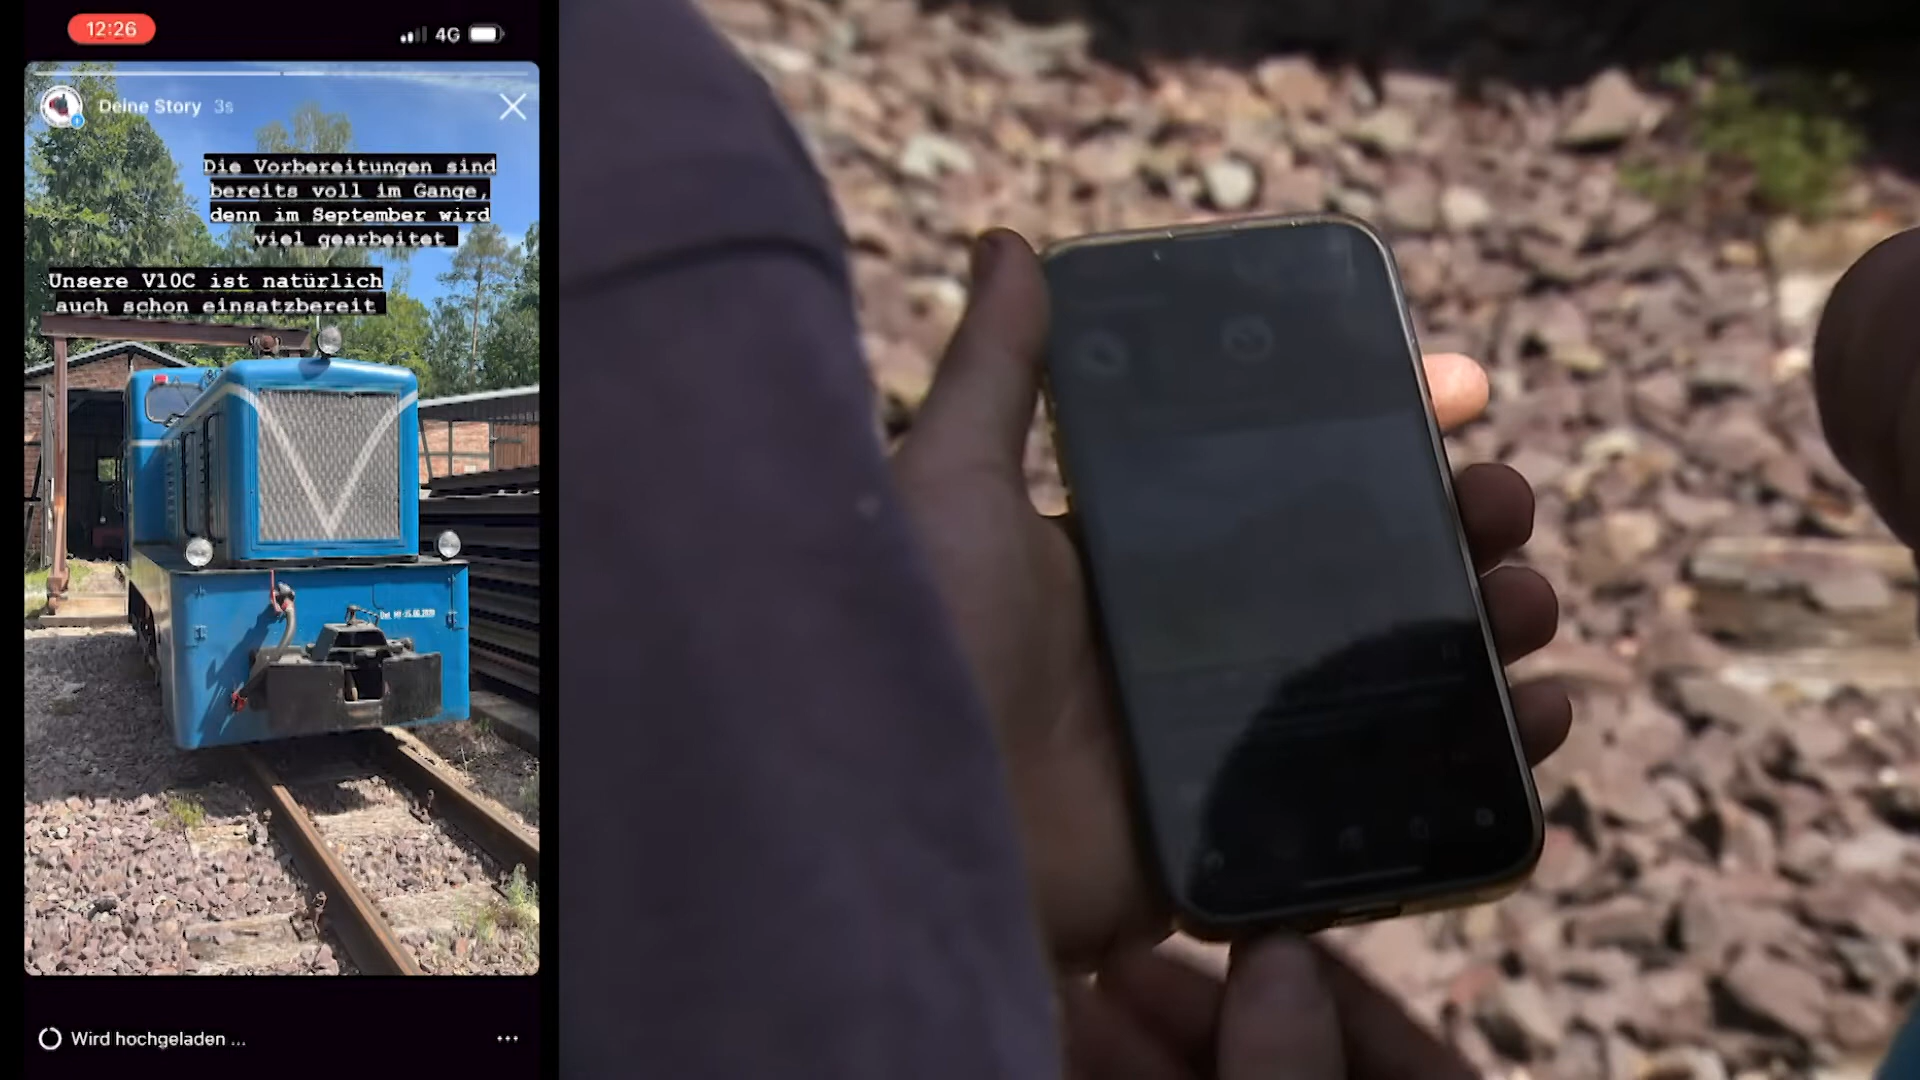 12:26
4G
Deine Story 3s
Die Vorbereitungen sind
bereits voll im Gange,
denn im September wird
viel gearbeitet
Unsere V10C ist natürlich
auch schon einsatzbereit
Wird hochgeladen ...